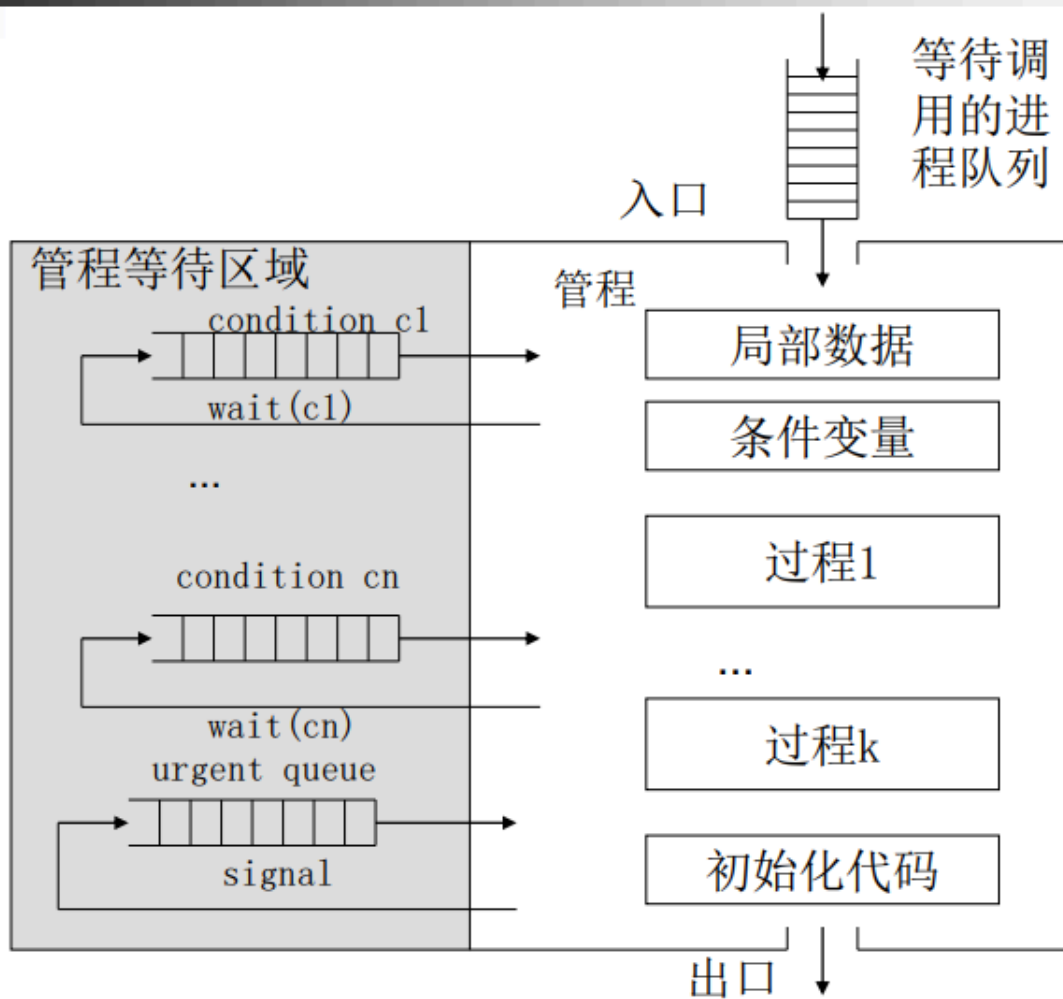 等待调
用的进
程队列
入口
管程等待区域
管程
condition c1
局部数据
wait(c1)
条件变量
...
过程1
condition cn
...
wait(cn)
过程k
urgent queue
signal
初始化代码
出口